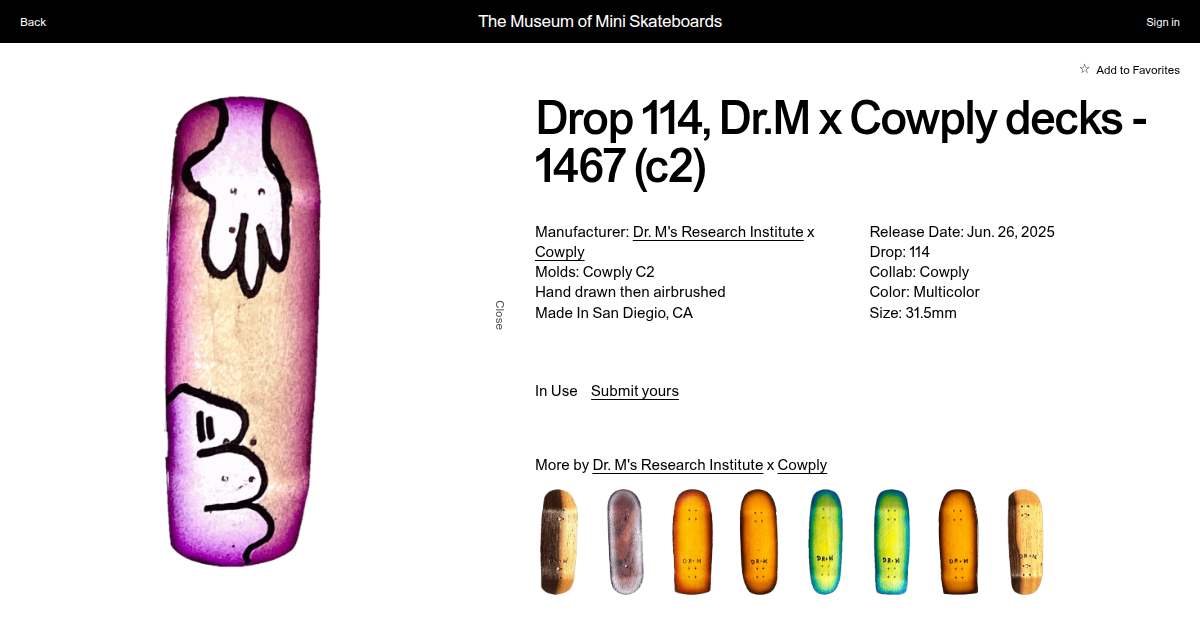 Back
The Museum of Mini Skateboards
Sign in
☆ Add to Favorites
Drop 114, Dr.M x Cowply decks -
1467 (c2)
Manufacturer: Dr. M's Research Institute x
Cowply
Molds: Cowply C2
Hand drawn then airbrushed
Made In San Diegio, CA
Release Date: Jun. 26, 2025
Drop: 114
Collab: Cowply
Color: Multicolor
Size: 31.5mm
Close
In Use Submit yours
More by Dr. M's Research Institute x Cowply